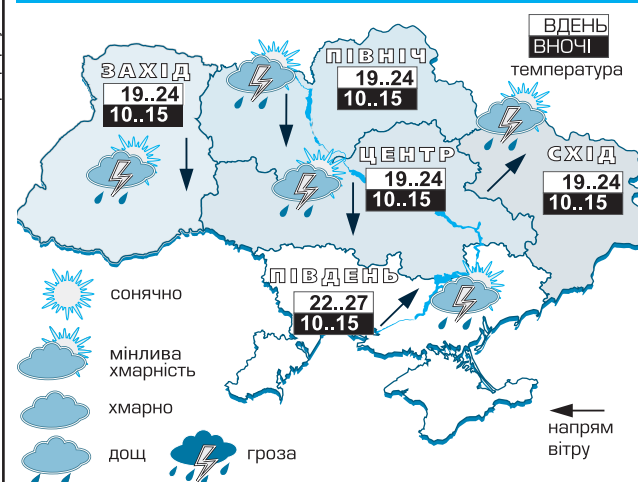 ВДЕНЬ
ВНОЧІ
температура
ЗАХІД
19..24
10..15
ПІВНІЧ
19..24
10..15
ЦЕНТР
19..24
10..15
СХІД
19..24
10..15
ПІВДЕНЬ
22..27
10..15
сонячно
мінлива
хмарність
хмарно
дощ
гроза
напрям
вітру